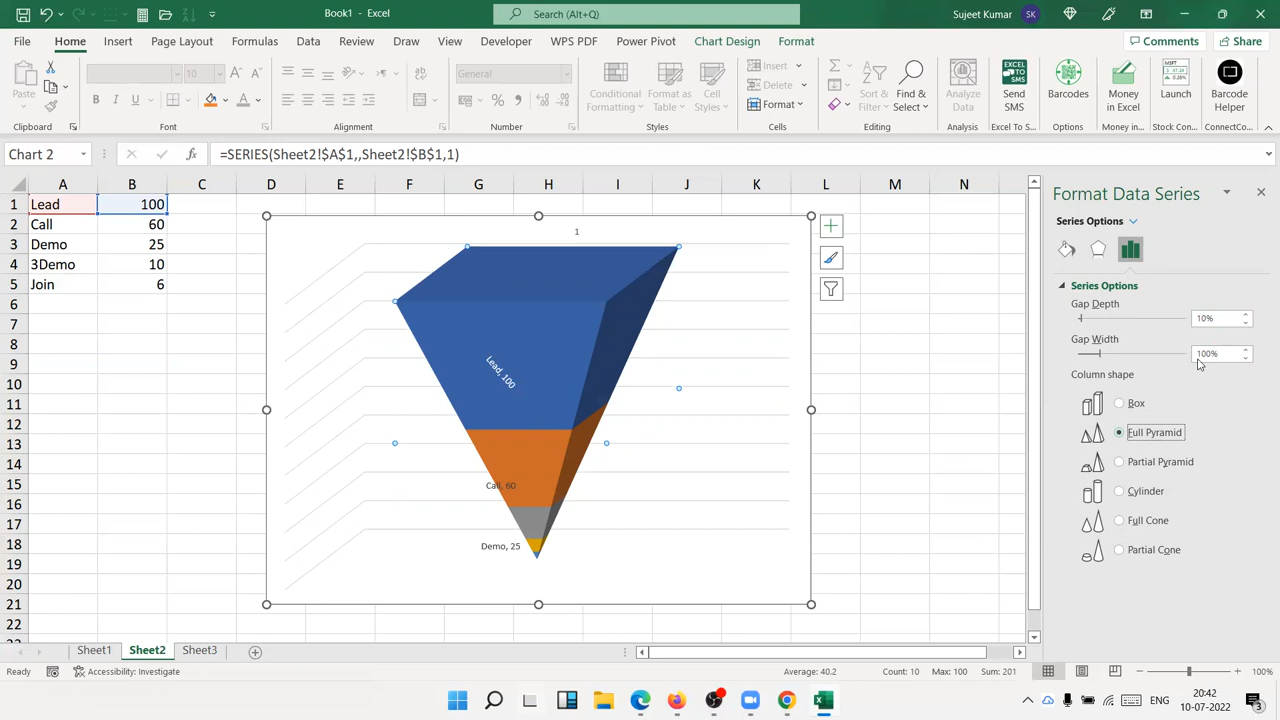 Book1 - Excel
Search (Alt+Q)
Sujeet Kumar
SK
File
Home
Insert
Page Layout
Formulas
Data
Review
Draw
View
Developer
WPS PDF
Power Pivot
Chart Design
Format
Comments
Share
Paste
Clipboard
10
Font
Alignment
General
Number
Conditional Formatting
Format as Table
Cell Styles
Styles
Insert
Delete
Format
Cells
Sort & Filter
Find & Select
Editing
Analyze Data
Analysis
Send SMS
Excel To S...
Barcodes
Options
Money in Excel
Money in...
Launch
Stock Con...
Barcode Helper
ConnectCo...
Chart 2
=SERIES(Sheet2!$A$1,,Sheet2!$B$1,1)
A B C D E F G H I J K L M N
1 Lead 100
2 Call 60
3 Demo 25
4 3Demo 10
5 Join 6
6
7
8
9
10
11
12
13
14
15
16
17
18
19
20
21
22
1
Lead, 100
Call, 60
Demo, 25
Format Data Series
Series Options
Series Options
Gap Depth
10%
Gap Width
100%
Column shape
Box
Full Pyramid
Partial Pyramid
Cylinder
Full Cone
Partial Cone
Sheet1
Sheet2
Sheet3
Ready
Accessibility: Investigate
Average: 40.2
Count: 10
Max: 100
Sum: 201
100%
ENG
20:42
10-07-2022